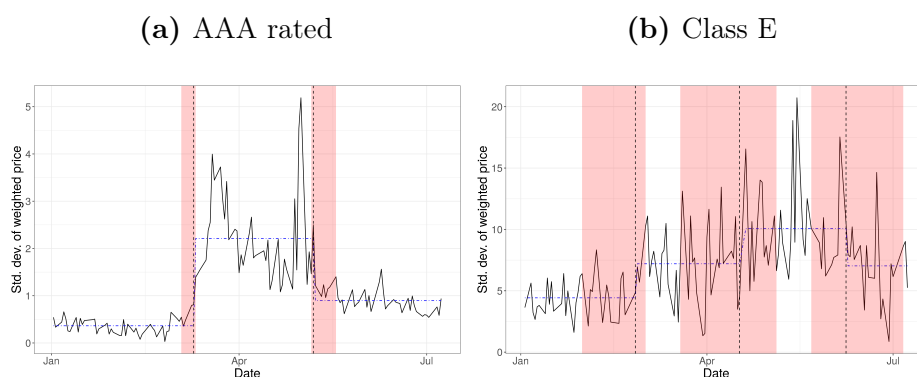 (a) AAA rated
(b) Class E
Std. dev. of weighted price
5
4
3
2
1
0
Jan
Apr
Jul
Date
Std. dev. of weighted price
20
15
10
5
0
Jan
Apr
Jul
Date